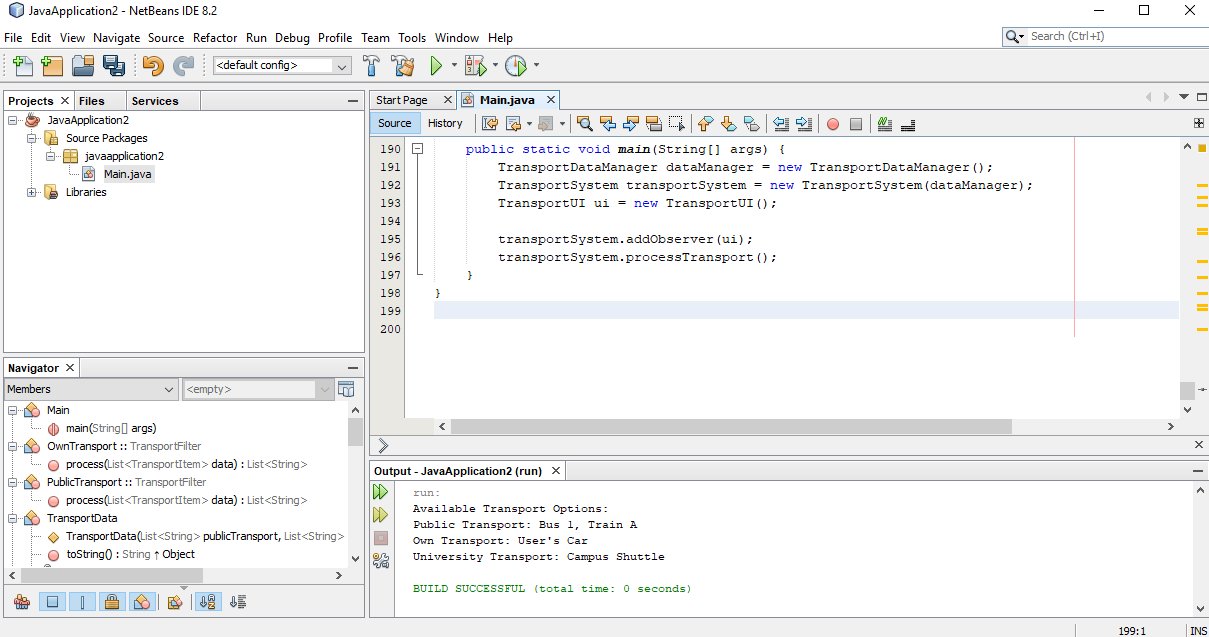 JavaApplication2 - NetBeans IDE 8.2
File Edit View Navigate Source Refactor Run Debug Profile Team Tools Window Help
Search (Ctrl+I)
<default config>
Projects Files Services
JavaApplication2
Source Packages
javaapplication2
Main.java
Libraries
Navigator
Members <empty>
Main
main(String[] args)
OwnTransport :: TransportFilter
process(List<TransportItem> data) : List<String>
PublicTransport :: TransportFilter
process(List<TransportItem> data) : List<String>
TransportData
TransportData(List<String> publicTransport, List<String>
toString() : String ↑ Object
Start Page Main.java
Source History
190 public static void main(String[] args) {
191 TransportDataManager dataManager = new TransportDataManager();
192 TransportSystem transportSystem = new TransportSystem(dataManager);
193 TransportUI ui = new TransportUI();
194
195 transportSystem.addObserver(ui);
196 transportSystem.processTransport();
197 }
198 }
199
200
Output - JavaApplication2 (run)
run:
Available Transport Options:
Public Transport: Bus 1, Train A
Own Transport: User's Car
University Transport: Campus Shuttle
BUILD SUCCESSFUL (total time: 0 seconds)
199:1 INS